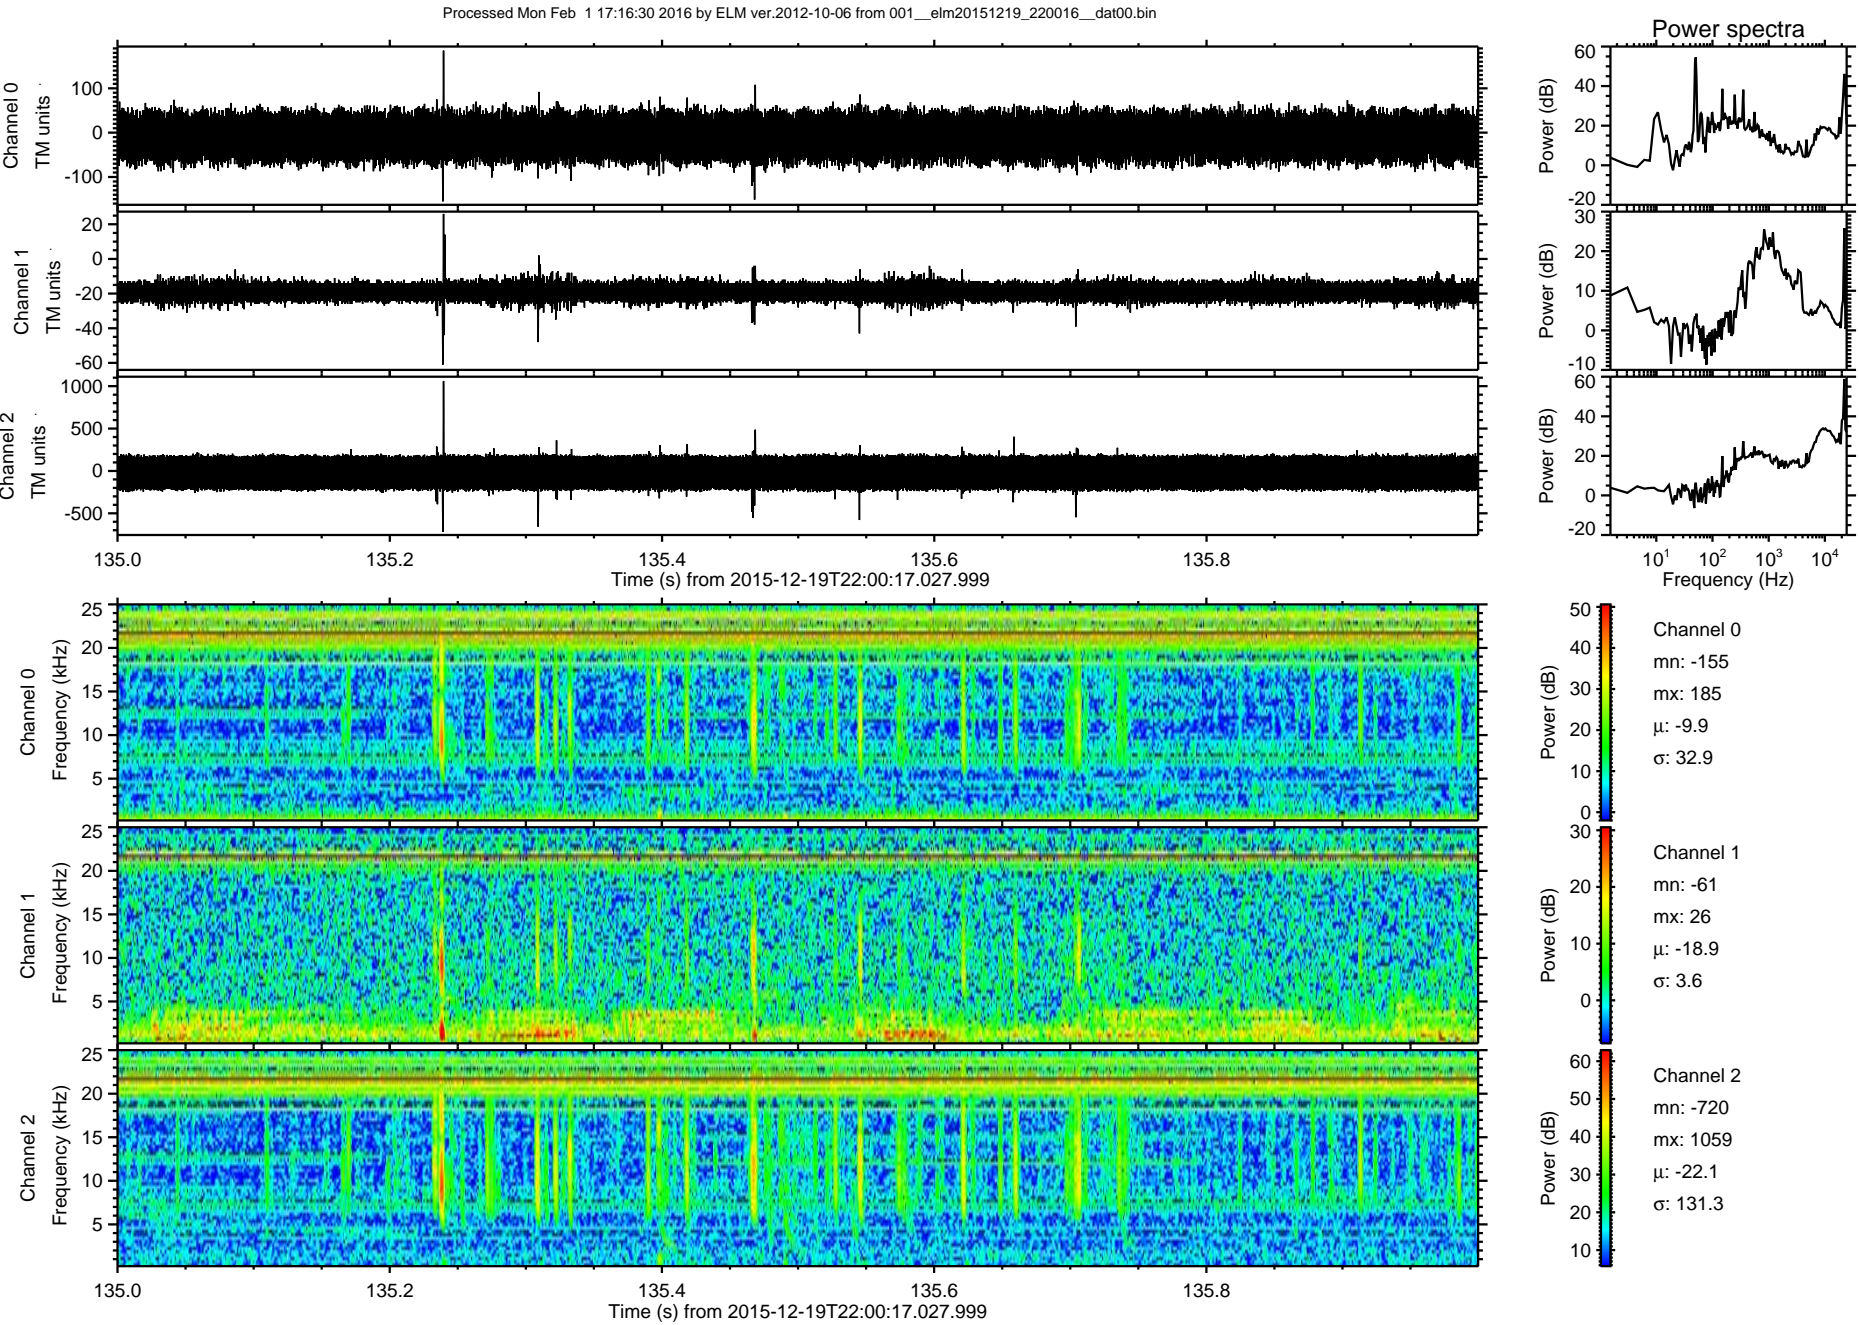 Processed Mon Feb 1 17:16:30 2016 by ELM ver.2012-10-06 from 001__elm20151219_220016__dat00.bin
Power spectra
Channel 0
TM units
100
0
-100
Power (dB)
60
40
20
0
-20
Channel 1
TM units
20
0
-20
-40
-60
Power (dB)
30
20
10
0
-10
Channel 2
TM units
1000
500
0
-500
Power (dB)
60
40
20
0
-20
135.0 135.2 135.4 135.6 135.8
Time (s) from 2015-12-19T22:00:17.027.999
10¹ 10² 10³ 10⁴
Frequency (Hz)
Channel 0
Frequency (kHz)
25
20
15
10
5
Power (dB)
50
40
30
20
10
0
Channel 0
mn: -155
mx: 185
μ: -9.9
σ: 32.9
Channel 1
Frequency (kHz)
25
20
15
10
5
Power (dB)
30
20
10
0
Channel 1
mn: -61
mx: 26
μ: -18.9
σ: 3.6
Channel 2
Frequency (kHz)
25
20
15
10
5
Power (dB)
60
50
40
30
20
10
Channel 2
mn: -720
mx: 1059
μ: -22.1
σ: 131.3
135.0 135.2 135.4 135.6 135.8
Time (s) from 2015-12-19T22:00:17.027.999